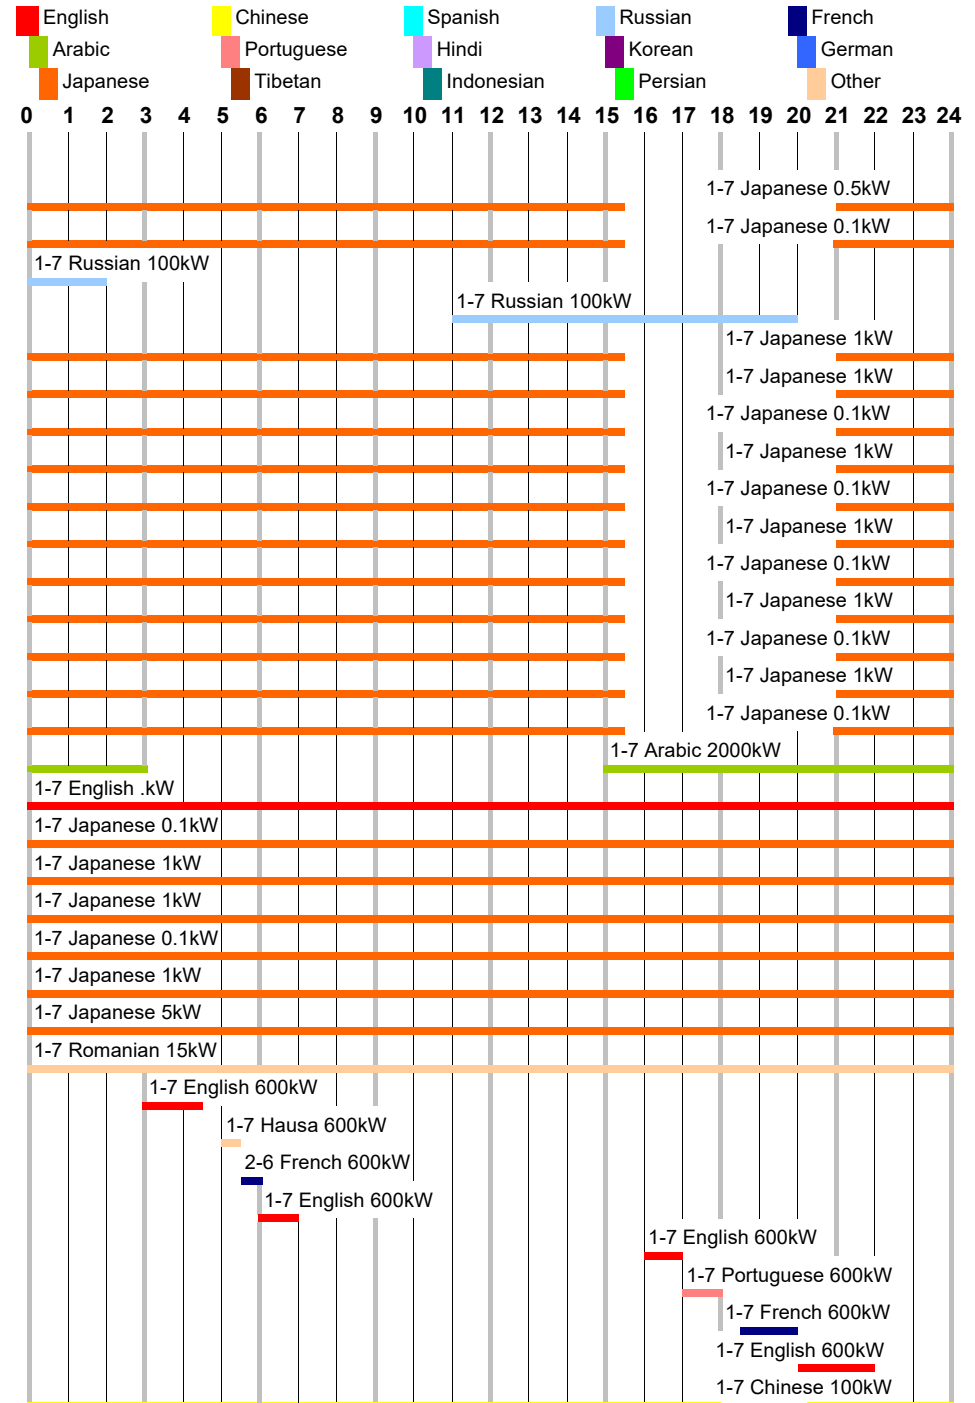 English Chinese Spanish Russian French
Arabic Portuguese Hindi Korean German
Japanese Tibetan Indonesian Persian Other
0 1 2 3 4 5 6 7 8 9 10 11 12 13 14 15 16 17 18 19 20 21 22 23 24
1-7 Japanese 0.5kW
1-7 Japanese 0.1kW
1-7 Russian 100kW
1-7 Russian 100kW
1-7 Japanese 1kW
1-7 Japanese 1kW
1-7 Japanese 0.1kW
1-7 Japanese 1kW
1-7 Japanese 0.1kW
1-7 Japanese 1kW
1-7 Japanese 0.1kW
1-7 Japanese 1kW
1-7 Japanese 0.1kW
1-7 Japanese 1kW
1-7 Japanese 0.1kW
1-7 Arabic 2000kW
1-7 English .kW
1-7 Japanese 0.1kW
1-7 Japanese 1kW
1-7 Japanese 1kW
1-7 Japanese 0.1kW
1-7 Japanese 1kW
1-7 Japanese 5kW
1-7 Romanian 15kW
1-7 English 600kW
1-7 Hausa 600kW
2-6 French 600kW
1-7 English 600kW
1-7 English 600kW
1-7 Portuguese 600kW
1-7 French 600kW
1-7 English 600kW
1-7 Chinese 100kW